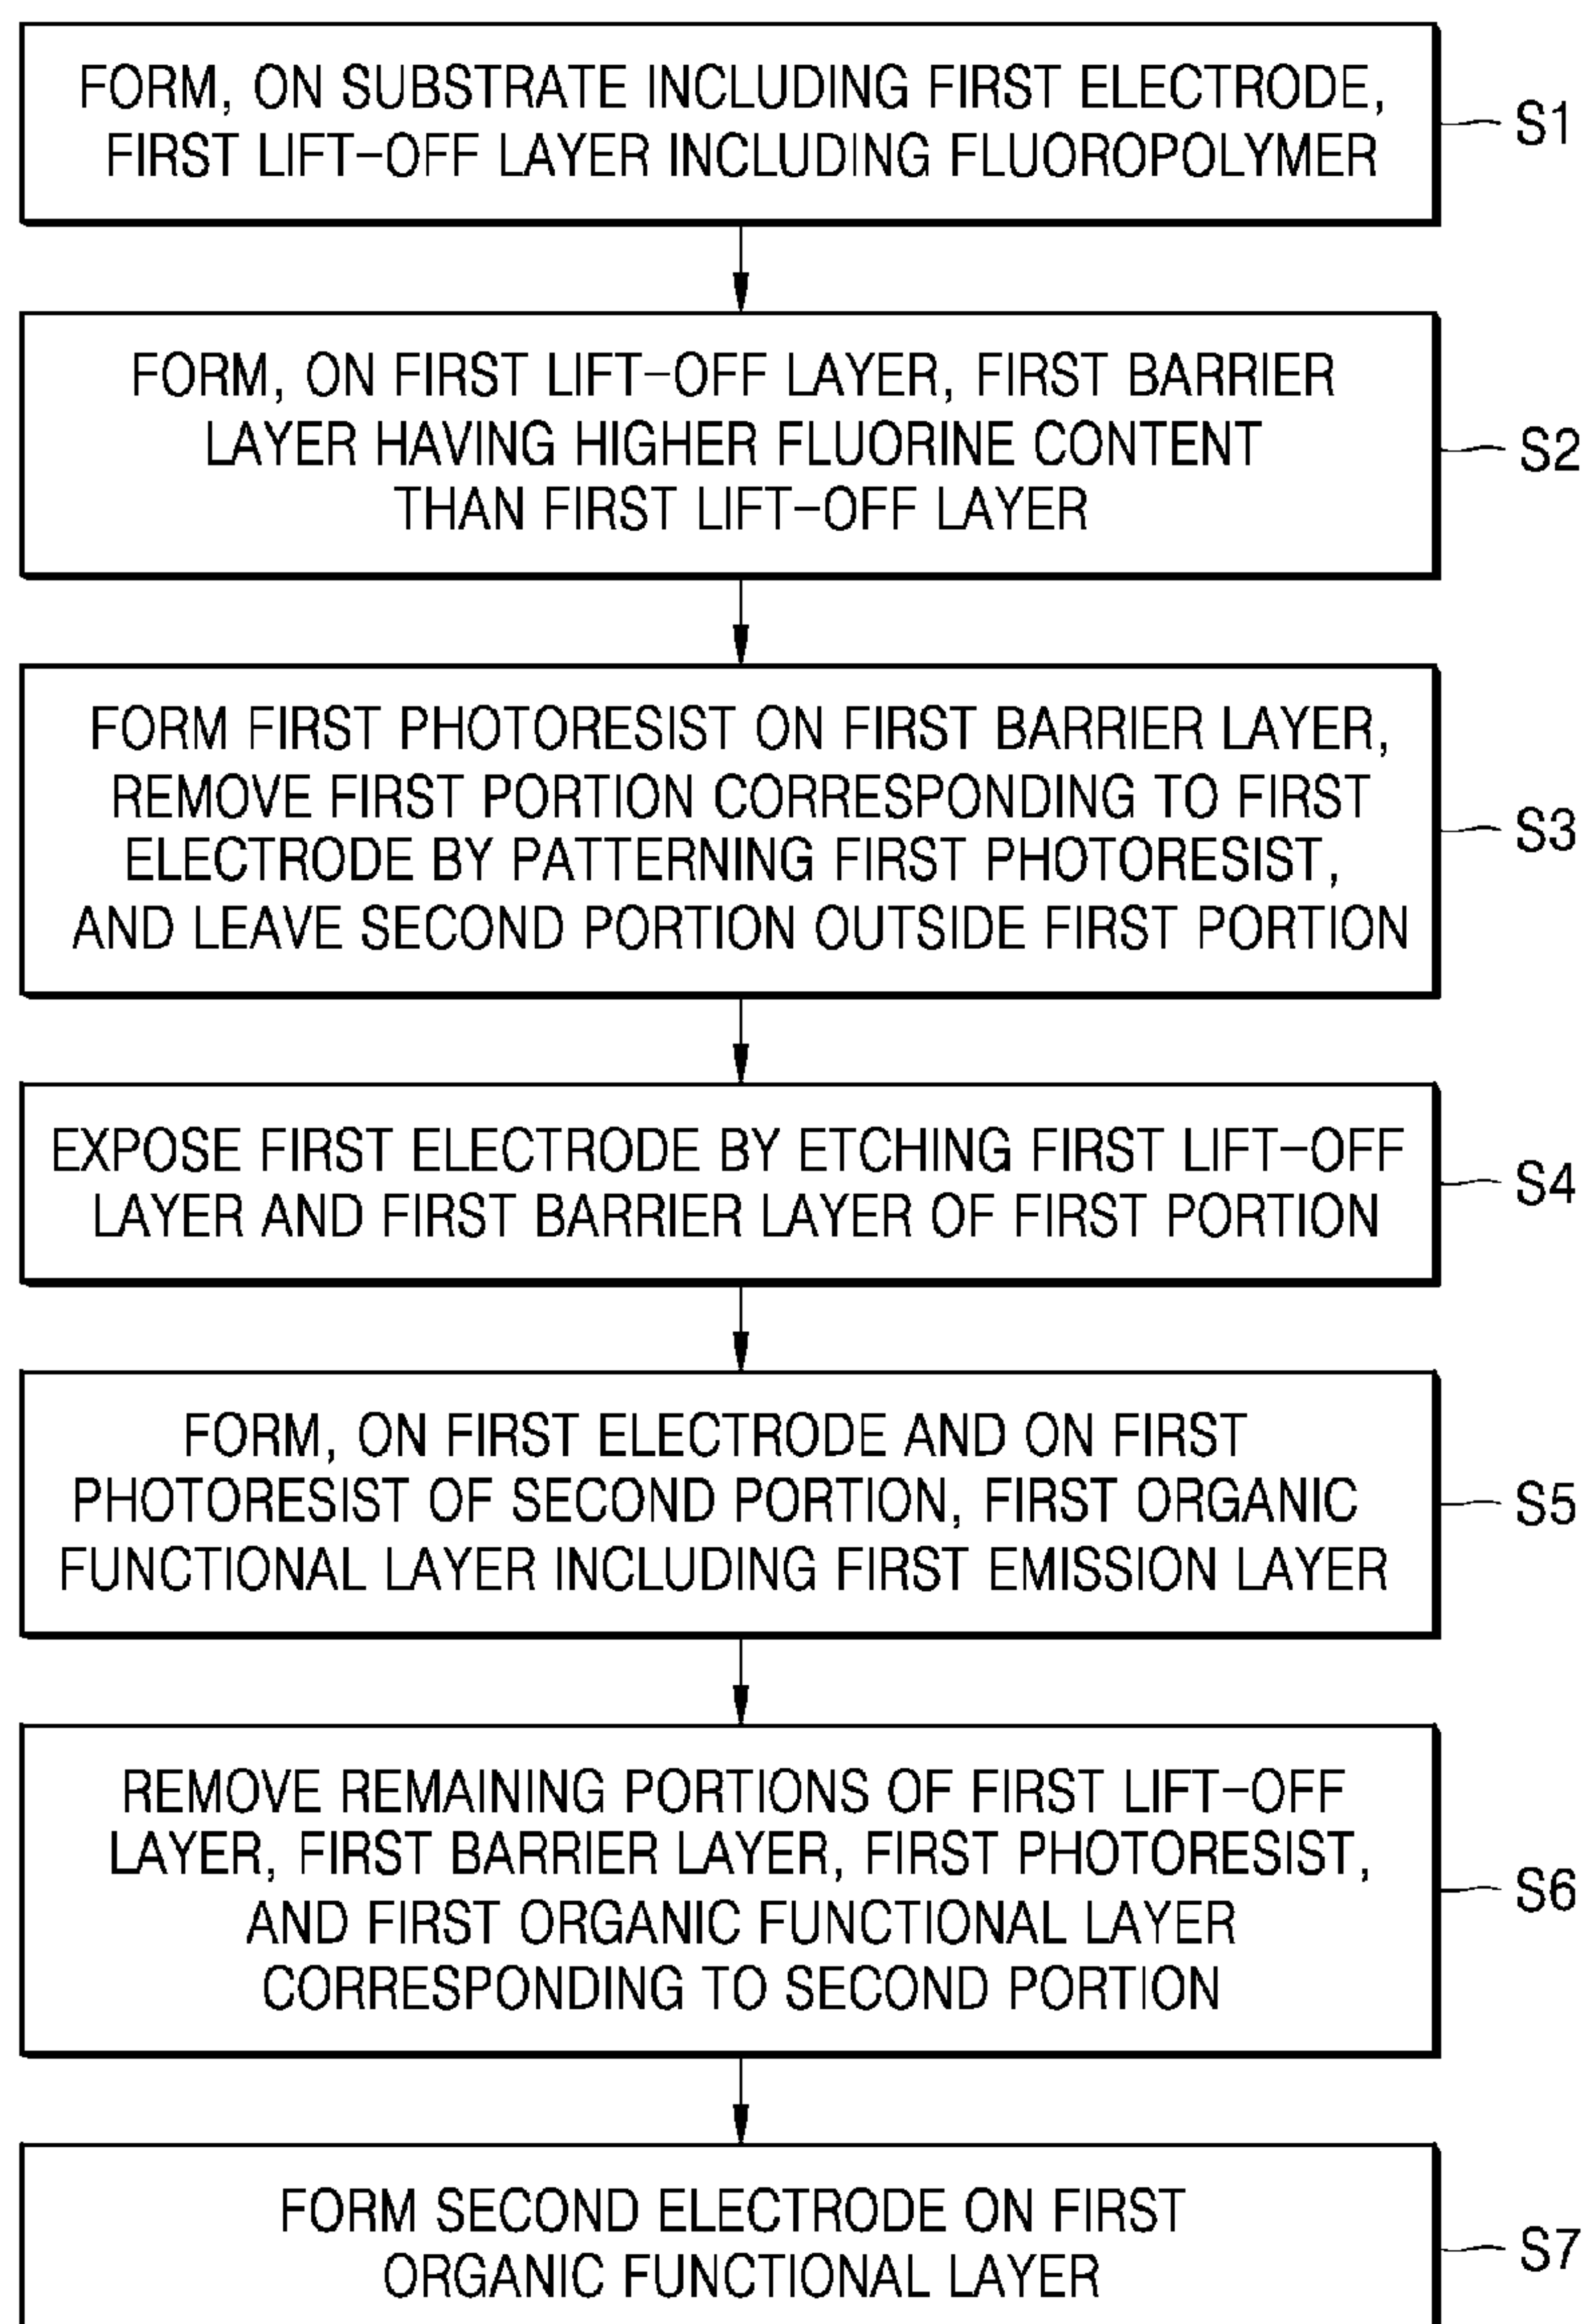 FORM, ON SUBSTRATE INCLUDING FIRST ELECTRODE,
FIRST LIFT-OFF LAYER INCLUDING FLUOROPOLYMER
S1
FORM, ON FIRST LIFT-OFF LAYER, FIRST BARRIER
LAYER HAVING HIGHER FLUORINE CONTENT
THAN FIRST LIFT-OFF LAYER
S2
FORM FIRST PHOTORESIST ON FIRST BARRIER LAYER,
REMOVE FIRST PORTION CORRESPONDING TO FIRST
ELECTRODE BY PATTERNING FIRST PHOTORESIST,
AND LEAVE SECOND PORTION OUTSIDE FIRST PORTION
S3
EXPOSE FIRST ELECTRODE BY ETCHING FIRST LIFT-OFF
LAYER AND FIRST BARRIER LAYER OF FIRST PORTION
S4
FORM, ON FIRST ELECTRODE AND ON FIRST
PHOTORESIST OF SECOND PORTION, FIRST ORGANIC
FUNCTIONAL LAYER INCLUDING FIRST EMISSION LAYER
S5
REMOVE REMAINING PORTIONS OF FIRST LIFT-OFF
LAYER, FIRST BARRIER LAYER, FIRST PHOTORESIST,
AND FIRST ORGANIC FUNCTIONAL LAYER
CORRESPONDING TO SECOND PORTION
S6
FORM SECOND ELECTRODE ON FIRST
ORGANIC FUNCTIONAL LAYER
S7